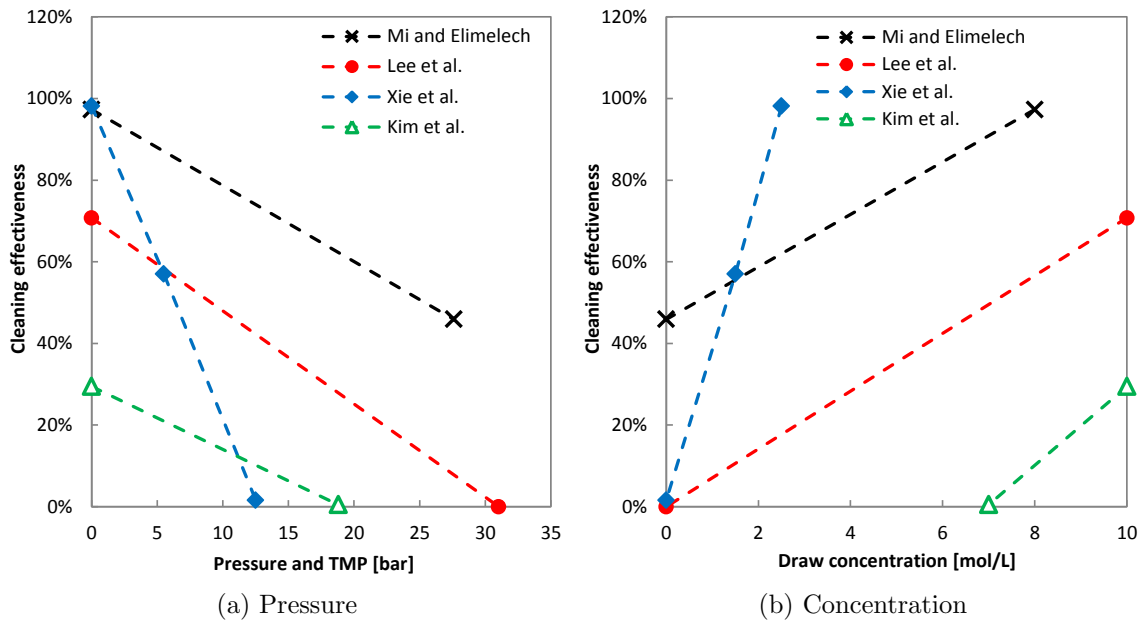 120%
100%
80%
60%
40%
20%
0%
Cleaning effectiveness
Mi and Elimelech
Lee et al.
Xie et al.
Kim et al.
0 5 10 15 20 25 30 35
Pressure and TMP [bar]
(a) Pressure
120%
100%
80%
60%
40%
20%
0%
Cleaning effectiveness
Mi and Elimelech
Lee et al.
Xie et al.
Kim et al.
0 2 4 6 8 10
Draw concentration [mol/L]
(b) Concentration